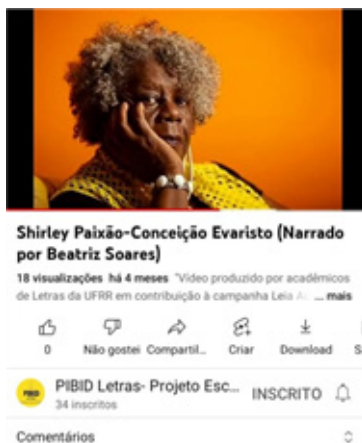 Shirley Paixão-Conceição Evaristo (Narrado
por Beatriz Soares)
18 visualizações há 4 meses "Vídeo produzido por acadêmicos
de Letras da UFRR em contribuição à campanha Leia ... mais
0 Não gostei Compartil... Criar Download S
PIBID Letras- Projeto Esc... INSCRITO
34 inscritos
Comentários